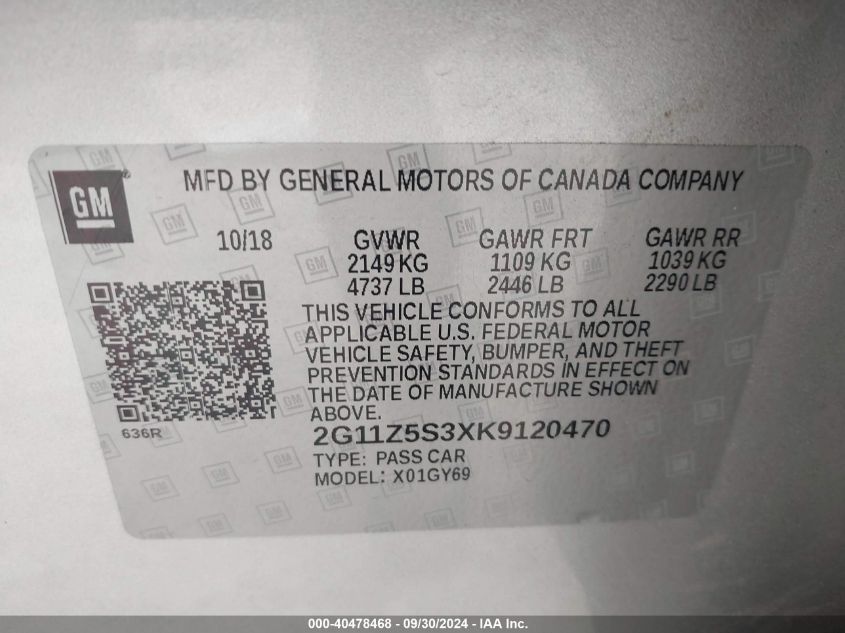 GM
MFD BY GENERAL MOTORS OF CANADA COMPANY
10/18 GVWR GAWR FRT GAWR RR
2149 KG 1109 KG 1039 KG
4737 LB 2446 LB 2290 LB
THIS VEHICLE CONFORMS TO ALL
APPLICABLE U.S. FEDERAL MOTOR
VEHICLE SAFETY, BUMPER, AND THEFT
PREVENTION STANDARDS IN EFFECT ON
THE DATE OF MANUFACTURE SHOWN
ABOVE.
636R
2G11Z5S3XK9120470
TYPE: PASS CAR
MODEL: X01GY69
000-40478468 - 09/30/2024 - IAA Inc.